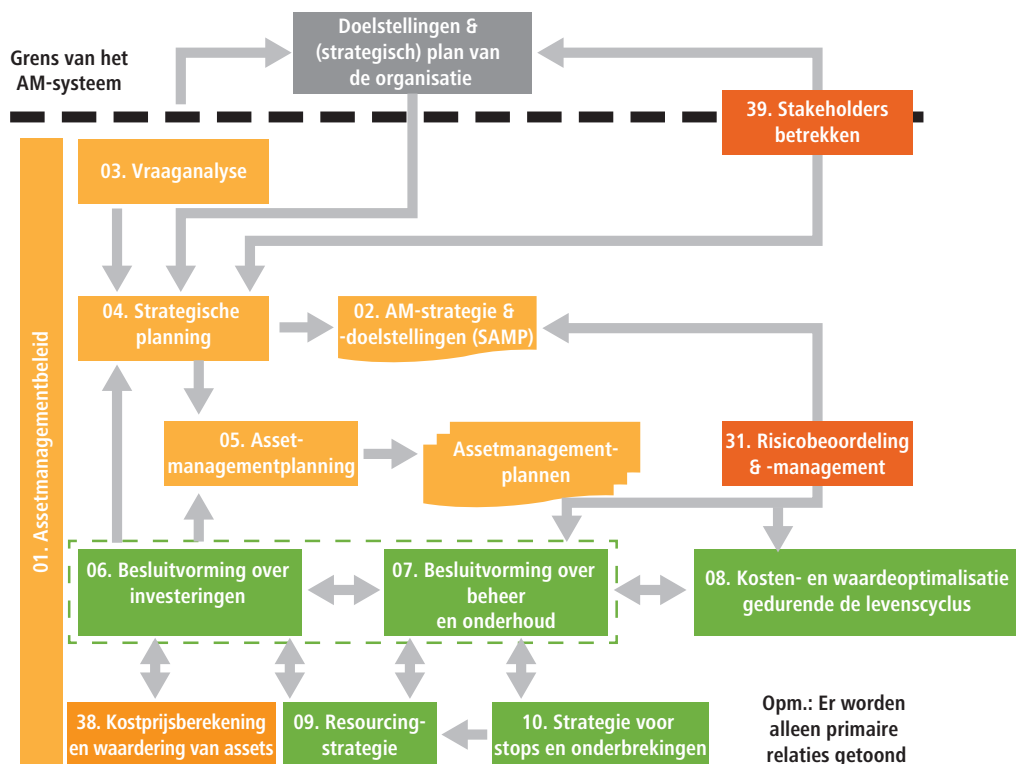 Doelstellingen &
(strategisch) plan van
de organisatie
Grens van het
AM-systeem
39. Stakeholders
betrekken
03. Vraaganalyse
04. Strategische
planning
02. AM-strategie &
-doelstellingen (SAMP)
01. Assetmanagementbeleid
05. Asset-
managementplanning
Assetmanagement-
plannen
31. Risicobeoordeling
& -management
06. Besluitvorming over
investeringen
07. Besluitvorming over
beheer
en onderhoud
08. Kosten- en waardeoptimalisatie
gedurende de levenscyclus
38. Kostprijsberekening
en waardering van assets
09. Resourcing-
strategie
10. Strategie voor
stops en onderbrekingen
Opm.: Er worden
alleen primaire
relaties getoond